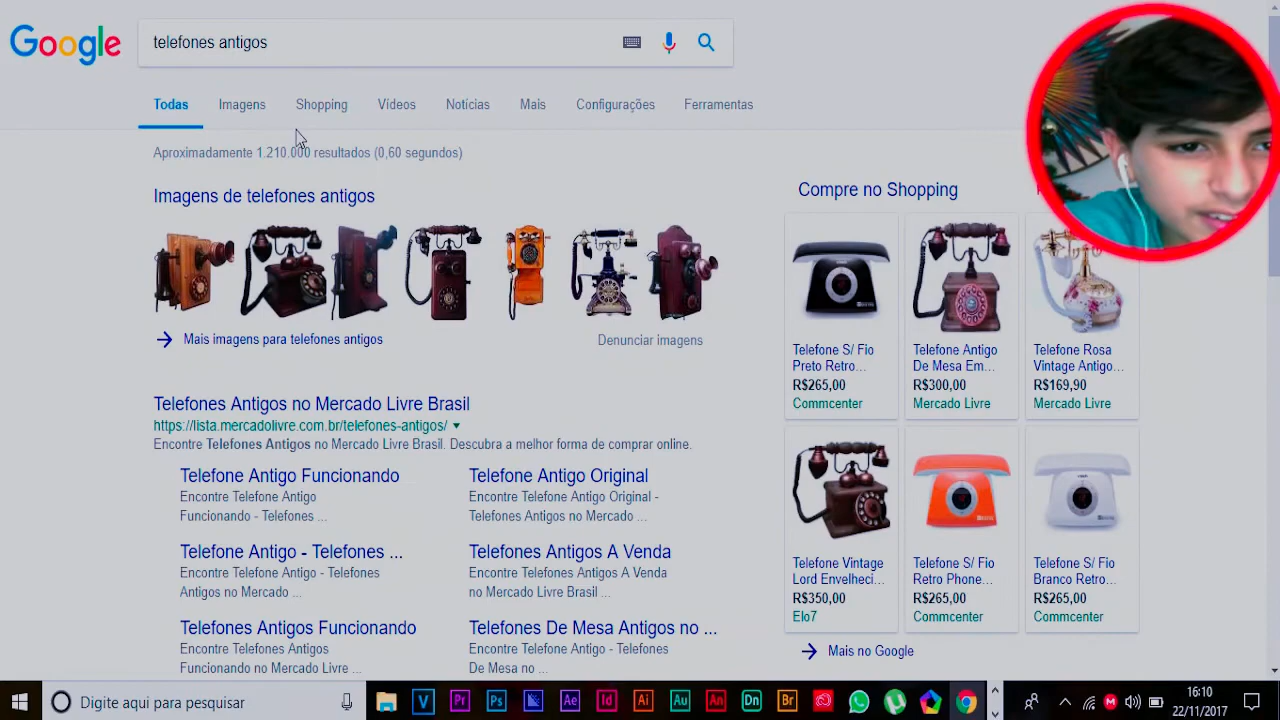 Google
telefones antigos
Todas Imagens Shopping Vídeos Notícias Mais Configurações Ferramentas
Aproximadamente 1.210.000 resultados (0,60 segundos)
Imagens de telefones antigos
Mais imagens para telefones antigos
Denunciar imagens
Telefones Antigos no Mercado Livre Brasil
https://lista.mercadolivre.com.br/telefones-antigos/
Encontre Telefones Antigos no Mercado Livre Brasil. Descubra a melhor forma de comprar online.
Telefone Antigo Funcionando
Encontre Telefone Antigo
Funcionando - Telefones ...
Telefone Antigo Original
Encontre Telefone Antigo Original -
Telefones Antigos no Mercado ...
Telefone Antigo - Telefones ...
Encontre Telefone Antigo - Telefones
Antigos no Mercado ...
Telefones Antigos A Venda
Encontre Telefones Antigos A Venda
no Mercado Livre Brasil ...
Telefones Antigos Funcionando
Encontre Telefones Antigos
Funcionando no Mercado Livre ...
Telefones De Mesa Antigos no ...
Encontre Telefone Antigo - Telefones
De Mesa no ...
Compre no Shopping
Telefone S/ Fio
Preto Retro...
R$265,00
Commcenter
Telefone Antigo
De Mesa Em...
R$300,00
Mercado Livre
Telefone Rosa
Vintage Antigo...
R$169,90
Mercado Livre
Telefone Vintage
Lord Envelheci...
R$350,00
Elo7
Telefone S/ Fio
Retro Phone...
R$265,00
Commcenter
Telefone S/ Fio
Branco Retro...
R$265,00
Commcenter
Mais no Google
Digite aqui para pesquisar
V Pr Ps Ae Id Ai Au An Dn Br
16:10
22/11/2017